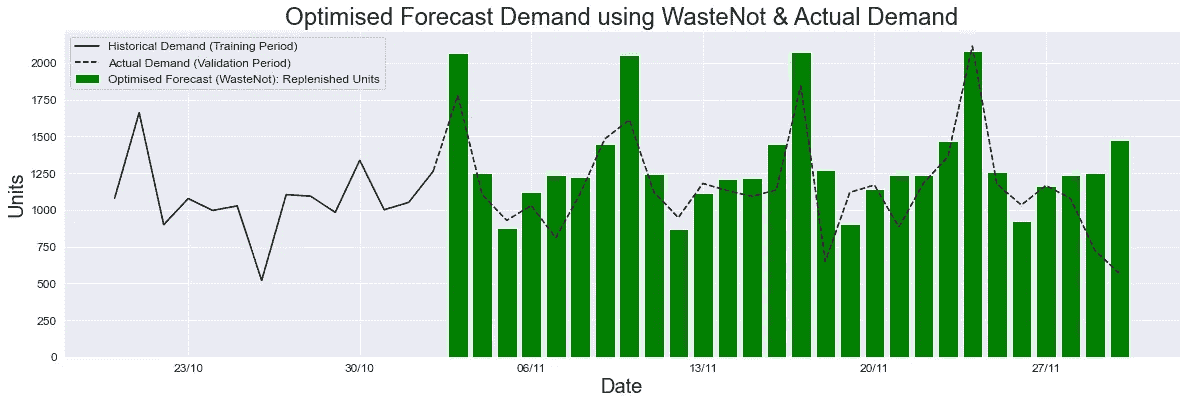 Optimised Forecast Demand using WasteNot & Actual Demand
Historical Demand (Training Period)
Actual Demand (Validation Period)
Optimised Forecast (WasteNot): Replenished Units
2000
1750
1500
1250
1000
750
500
250
0
Units
23/10 30/10 06/11 13/11 20/11 27/11
Date